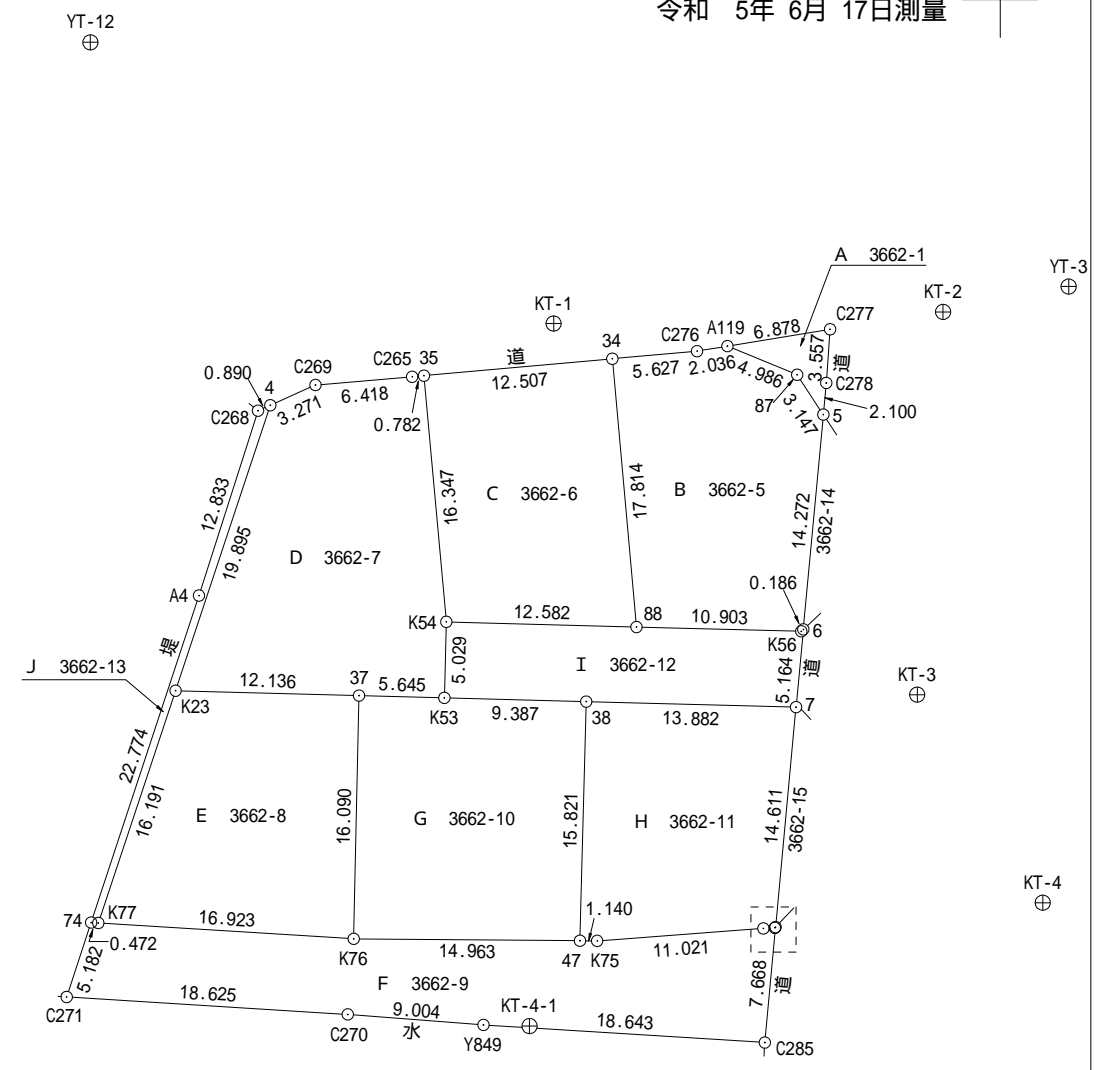 令和 5年 6月 17日測量
YT-12
A 3662-1
YT-3
KT-2
KT-1
C277
A119
6.878
C276
34
道
3.557
道
C265
35
5.627
2.036
4.986
C269
0.890
4
12.507
C278
6.418
3.271
87
3.147
2.100
C268
0.782
5
16.347
C 3662-6
B 3662-5
17.814
12.833
14.272
3662-14
19.895
D 3662-7
0.186
A4
12.582
88
10.903
K54
6
K56
堤
J 3662-13
I 3662-12
5.029
5.164
道
12.136
37
5.645
KT-3
K23
K53
9.387
38
13.882
7
22.774
16.191
E 3662-8
16.090
G 3662-10
15.821
H 3662-11
14.611
3662-15
KT-4
74
K77
16.923
1.140
0.472
14.963
11.021
K76
47
K75
5.182
F 3662-9
7.668
道
18.625
9.004
KT-4-1
18.643
C271
C270
水
Y849
C285